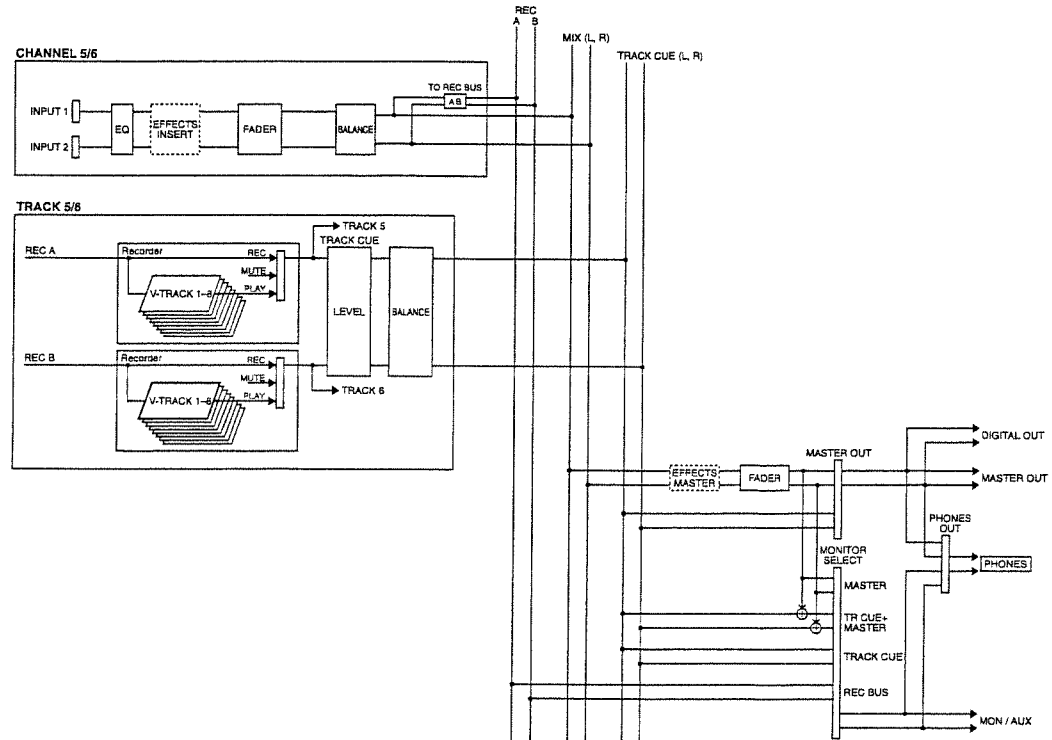 REC
A B
MIX (L, R)
TRACK CUE (L, R)
CHANNEL 5/6
TO REC BUS
A B
INPUT 1
INPUT 2
EQ
EFFECTS
INSERT
FADER
BALANCE
TRACK 5/6
REC A
Recorder
REC
MUTE
PLAY
V-TRACK 1–8
TRACK 5
TRACK CUE
LEVEL
BALANCE
REC B
Recorder
REC
MUTE
PLAY
V-TRACK 1–8
TRACK 6
EFFECTS
MASTER
FADER
MASTER OUT
DIGITAL OUT
MASTER OUT
PHONES
OUT
PHONES
MONITOR
SELECT
MASTER
TR CUE+
MASTER
TRACK CUE
REC BUS
MON / AUX